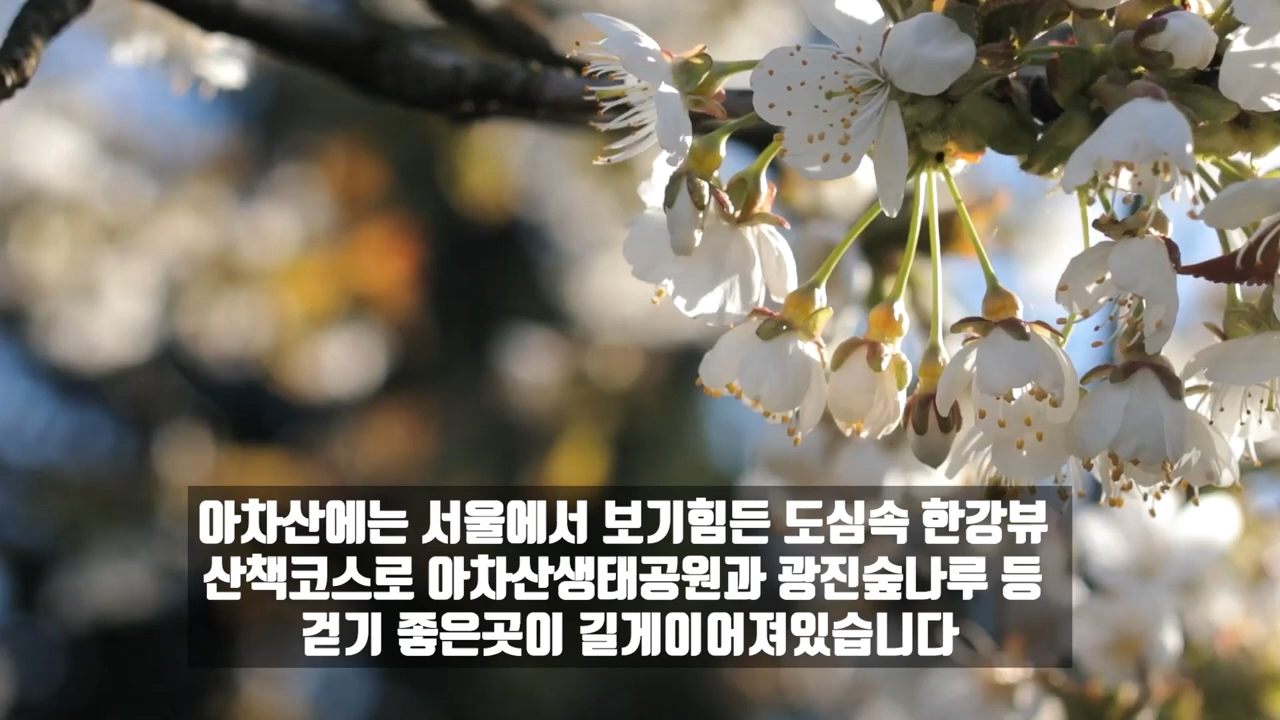 아차산에는 서울에서 보기힘든 도심속 한강뷰
산책코스로 아차산생태공원과 광진숲나루 등
걷기 좋은곳이 길게이어져있습니다